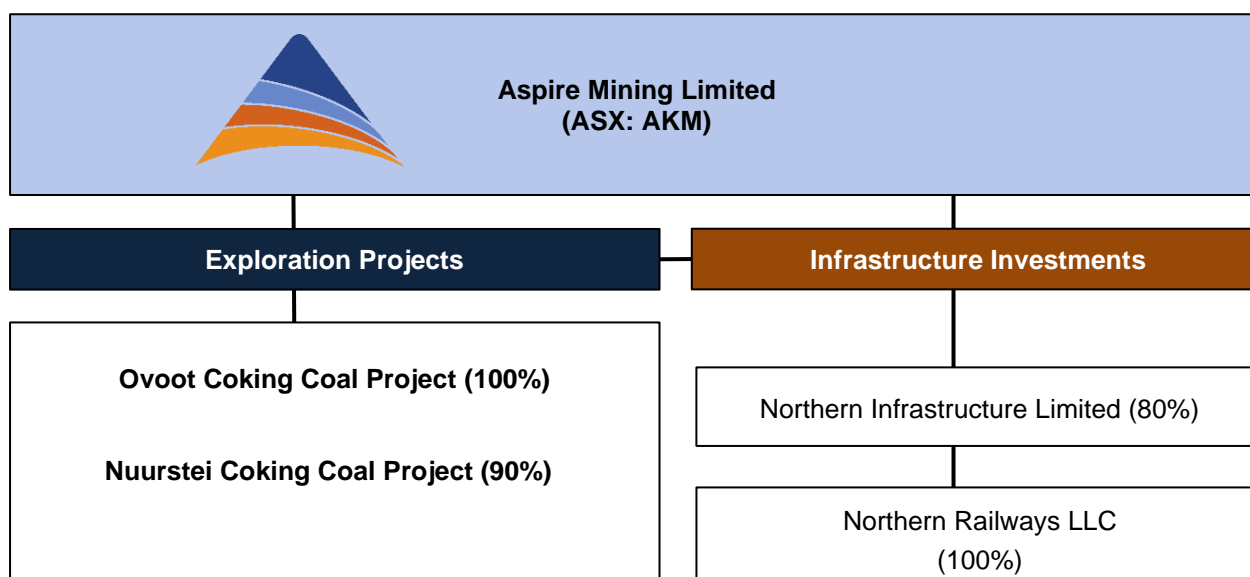 Aspire Mining Limited
(ASX: AKM)
Exploration Projects
Infrastructure Investments
Ovoot Coking Coal Project (100%)
Nuurstei Coking Coal Project (90%)
Northern Infrastructure Limited (80%)
Northern Railways LLC
(100%)